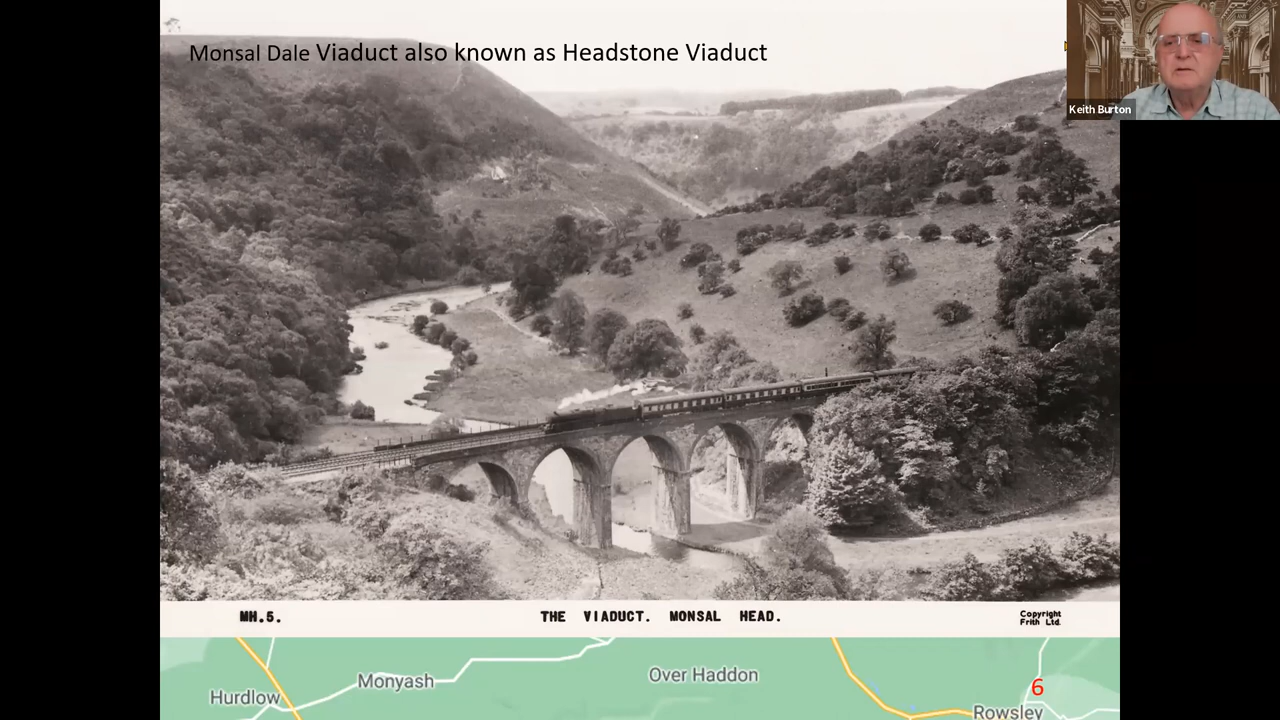 Monsal Dale Viaduct also known as Headstone Viaduct
Keith Burton
MH.5.
THE VIADUCT. MONSAL HEAD.
Copyright
Frith Ltd.
Hurdlow
Monyash
Over Haddon
6
Rowsley